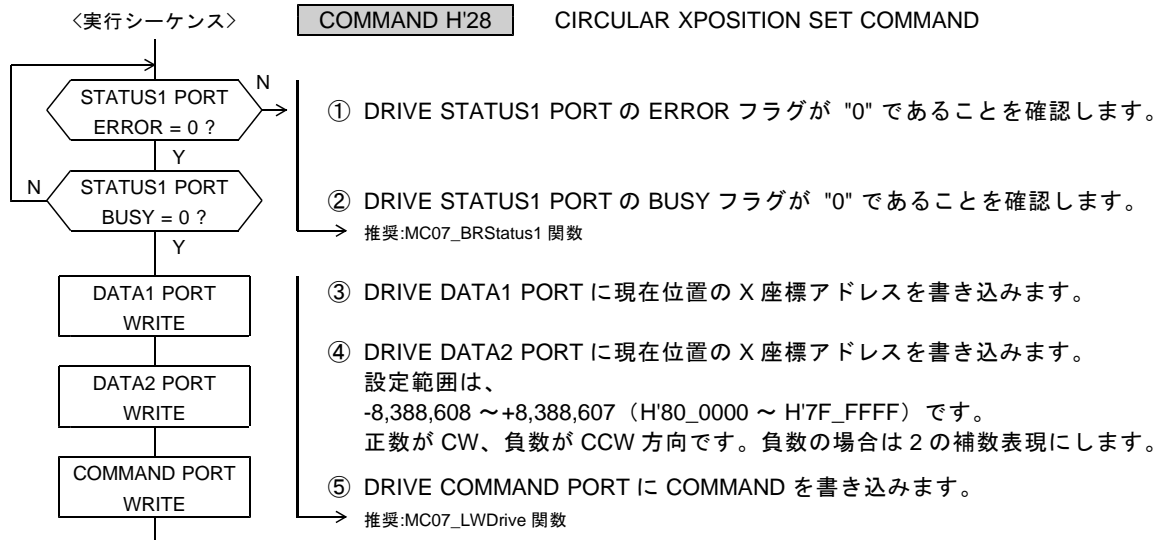 〈実行シーケンス〉
COMMAND H'28
CIRCULAR XPOSITION SET COMMAND
STATUS1 PORT
ERROR = 0 ?
N
Y
STATUS1 PORT
BUSY = 0 ?
N
Y
DATA1 PORT
WRITE
DATA2 PORT
WRITE
COMMAND PORT
WRITE
① DRIVE STATUS1 PORT の ERROR フラグが "0" であることを確認します。
② DRIVE STATUS1 PORT の BUSY フラグが "0" であることを確認します。
推奨:MC07_BRStatus1 関数
③ DRIVE DATA1 PORT に現在位置の X 座標アドレスを書き込みます。
④ DRIVE DATA2 PORT に現在位置の X 座標アドレスを書き込みます。
設定範囲は、
-8,388,608 ～+8,388,607（H'80_0000 ～ H'7F_FFFF）です。
正数が CW、負数が CCW 方向です。負数の場合は 2 の補数表現にします。
⑤ DRIVE COMMAND PORT に COMMAND を書き込みます。
推奨:MC07_LWDrive 関数